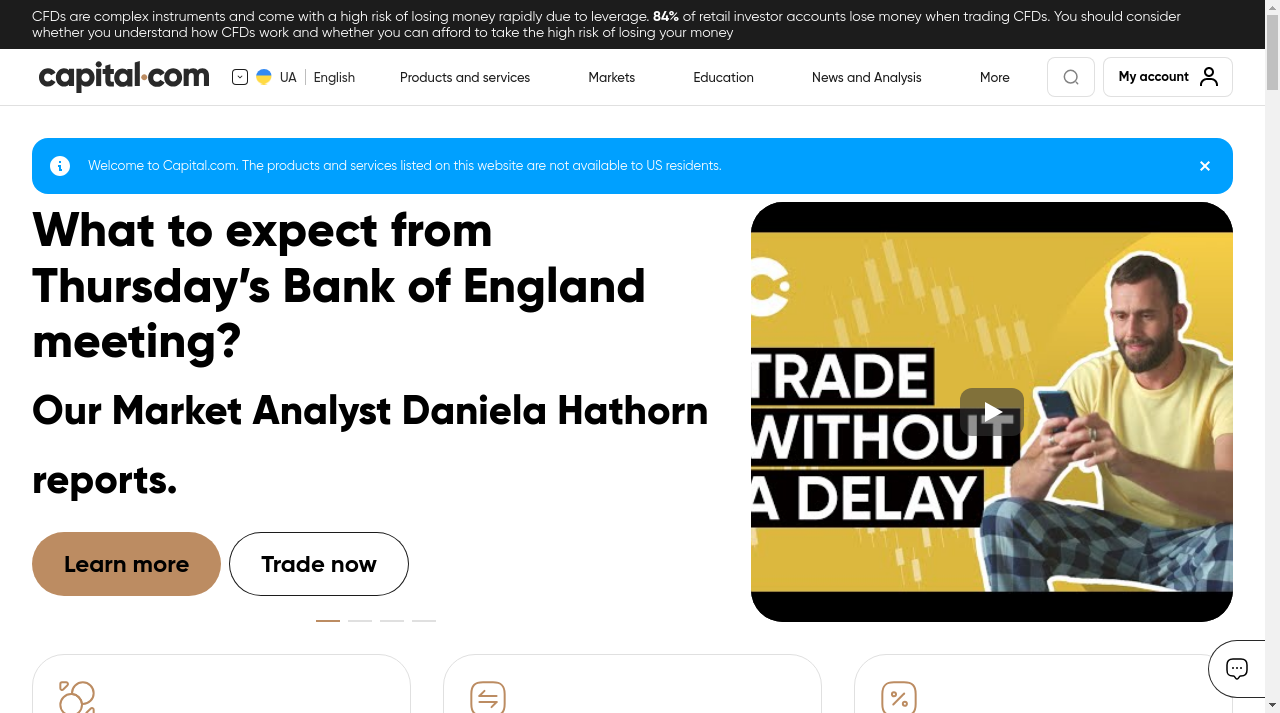 CFDs are complex instruments and come with a high risk of losing money rapidly due to leverage. 84% of retail investor accounts lose money when trading CFDs. You should consider
whether you understand how CFDs work and whether you can afford to take the high risk of losing your money
capital.com
UA
English
Products and services
Markets
Education
News and Analysis
More
My account
Welcome to Capital.com. The products and services listed on this website are not available to US residents.
What to expect from
Thursday’s Bank of England
meeting?
Our Market Analyst Daniela Hathorn
reports.
Learn more
Trade now
TRADE
WITHOUT
A DELAY